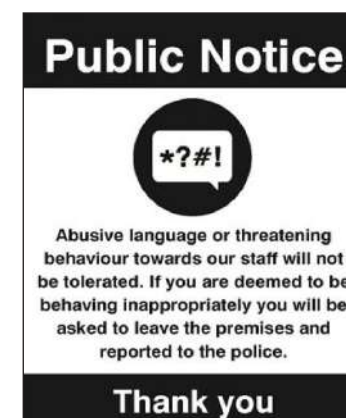 Public Notice
*?#!
Abusive language or threatening
behaviour towards our staff will not
be tolerated. If you are deemed to be
behaving inappropriately you will be
asked to leave the premises and
reported to the police.
Thank you